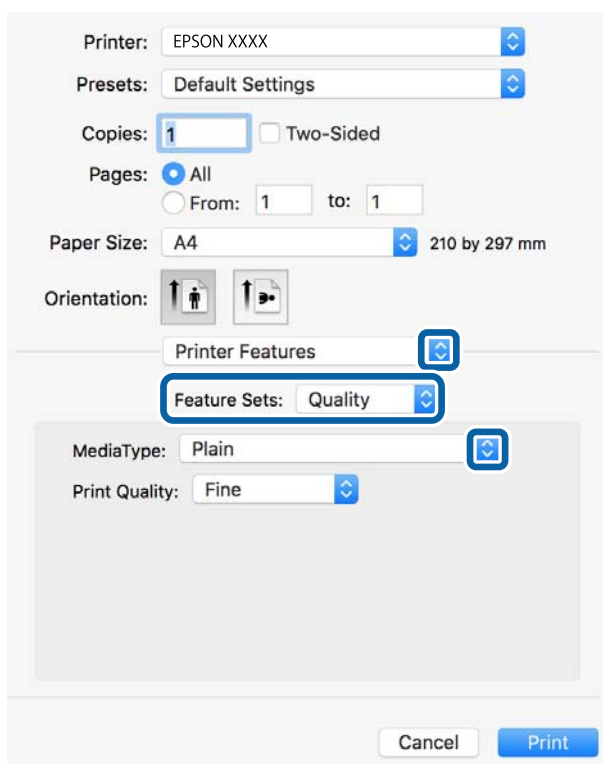 Printer: EPSON XXXX
Presets: Default Settings
Copies: 1 Two-Sided
Pages: All
From: 1 to: 1
Paper Size: A4 210 by 297 mm
Orientation:
Printer Features
Feature Sets: Quality
MediaType: Plain
Print Quality: Fine
Cancel Print